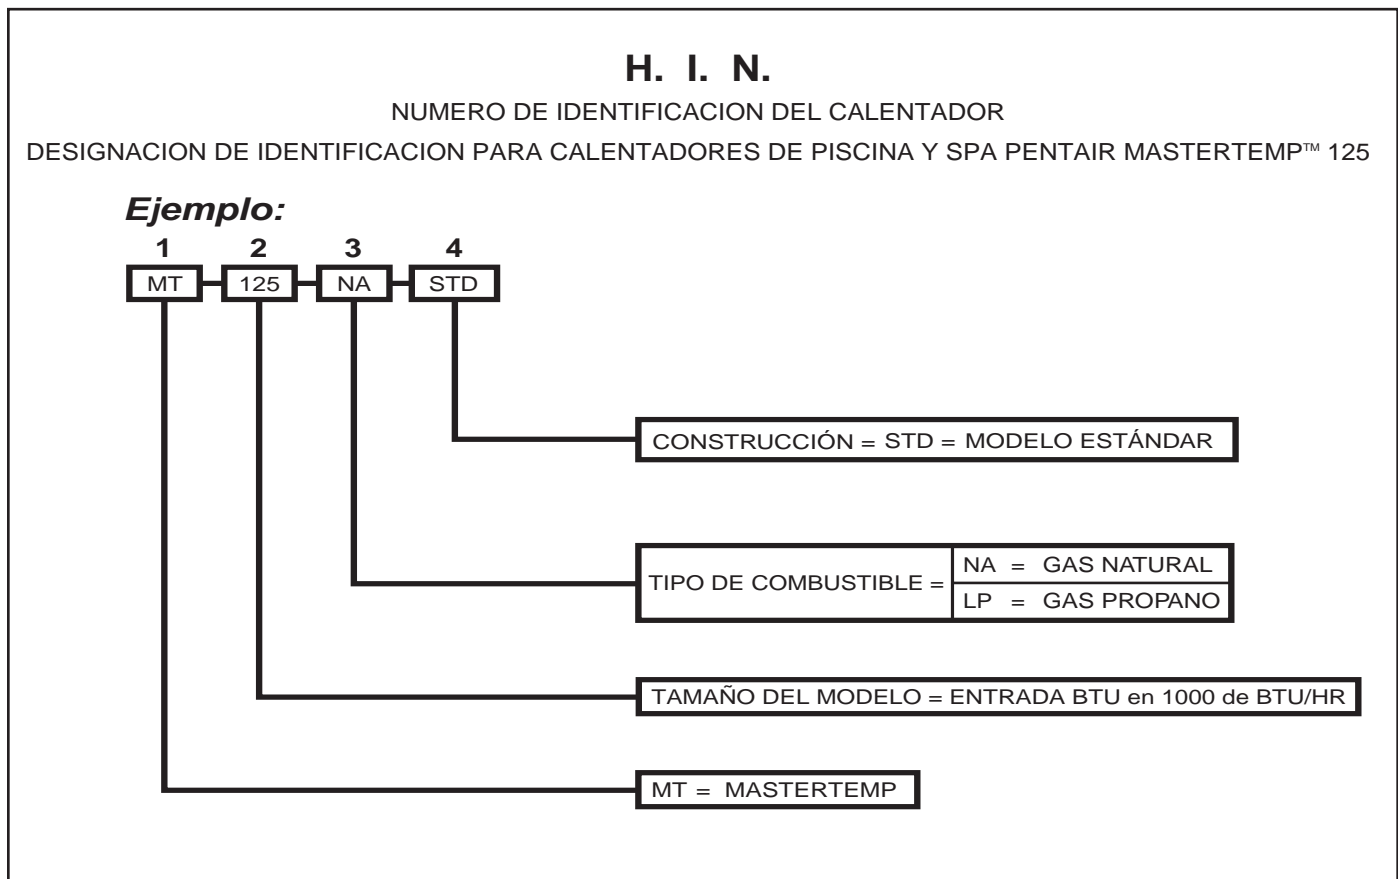 H. I. N.
NUMERO DE IDENTIFICACION DEL CALENTADOR
DESIGNACION DE IDENTIFICACION PARA CALENTADORES DE PISCINA Y SPA PENTAIR MASTERTEMP™ 125
Ejemplo:
1 2 3 4
MT 125 NA STD
CONSTRUCCIÓN = STD = MODELO ESTÁNDAR
TIPO DE COMBUSTIBLE =
NA = GAS NATURAL
LP = GAS PROPANO
TAMAÑO DEL MODELO = ENTRADA BTU en 1000 de BTU/HR
MT = MASTERTEMP